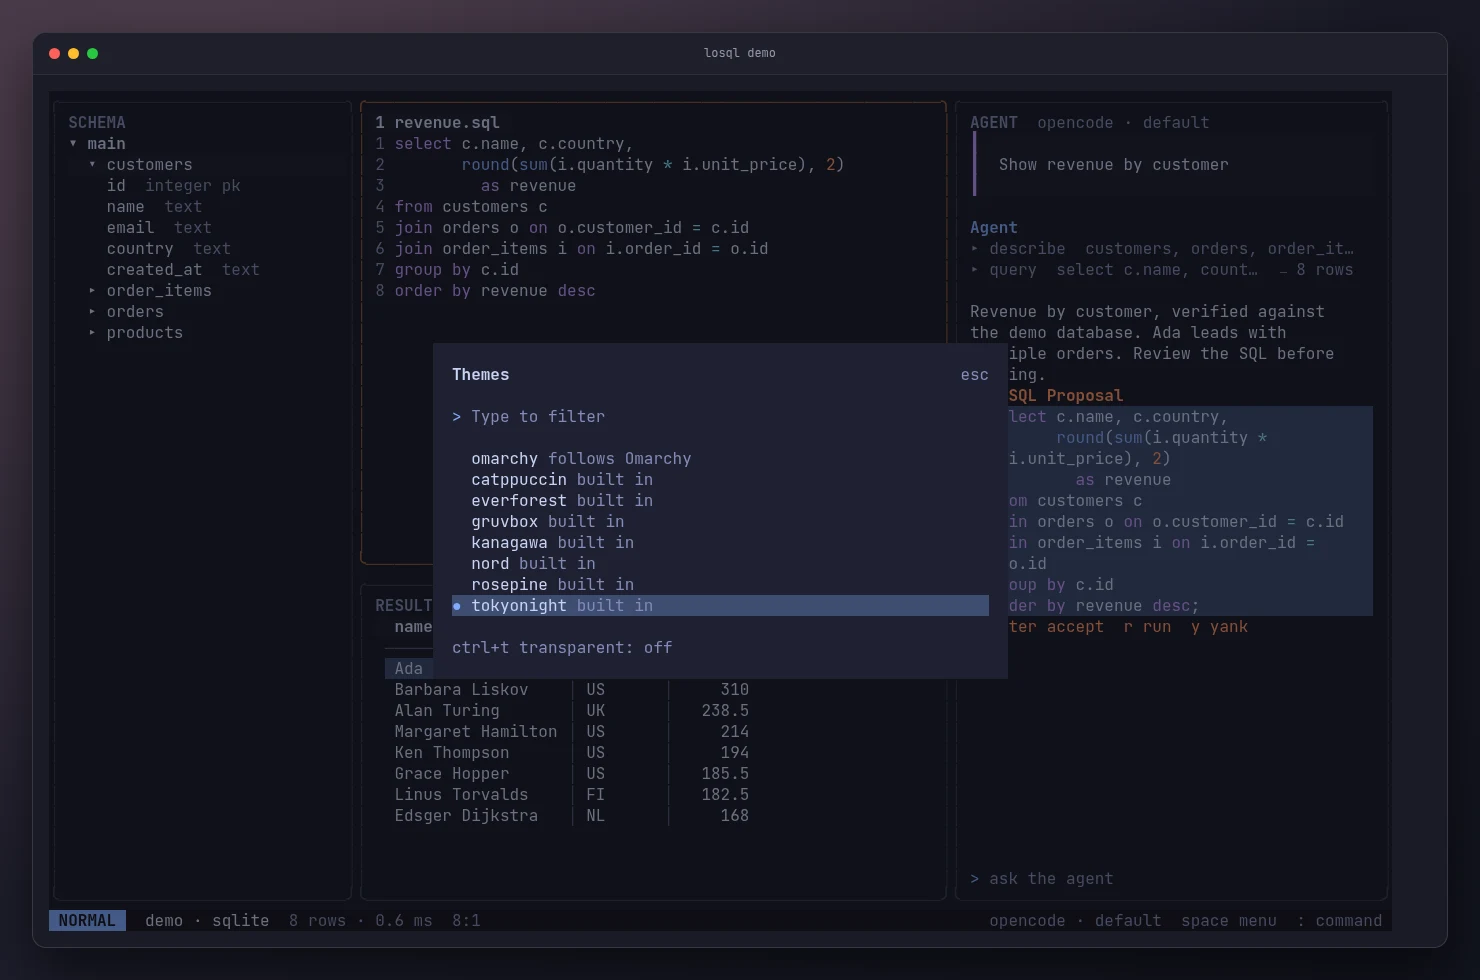 losql demo
SCHEMA
▾ main
▾ customers
id integer pk
name text
email text
country text
created_at text
▸ order_items
▸ orders
▸ products
1 revenue.sql
1 select c.name, c.country,
2 round(sum(i.quantity * i.unit_price), 2)
3 as revenue
4 from customers c
5 join orders o on o.customer_id = c.id
6 join order_items i on i.order_id = o.id
7 group by c.id
8 order by revenue desc
Themes esc
> Type to filter
omarchy follows Omarchy
catppuccin built in
everforest built in
gruvbox built in
kanagawa built in
nord built in
rosepine built in
● tokyonight built in
ctrl+t transparent: off
RESULT
name
Ada
Barbara Liskov │ US │ 310
Alan Turing │ UK │ 238.5
Margaret Hamilton │ US │ 214
Ken Thompson │ US │ 194
Grace Hopper │ US │ 185.5
Linus Torvalds │ FI │ 182.5
Edsger Dijkstra │ NL │ 168
AGENT opencode · default
Show revenue by customer
Agent
▸ describe customers, orders, order_it…
▸ query select c.name, count… – 8 rows
Revenue by customer, verified against
the demo database. Ada leads with
iple orders. Review the SQL before
ing.
SQL Proposal
lect c.name, c.country,
round(sum(i.quantity *
i.unit_price), 2)
as revenue
om customers c
in orders o on o.customer_id = c.id
in order_items i on i.order_id =
o.id
oup by c.id
der by revenue desc;
ter accept r run y yank
> ask the agent
NORMAL demo · sqlite 8 rows · 0.6 ms 8:1
opencode · default space menu : command